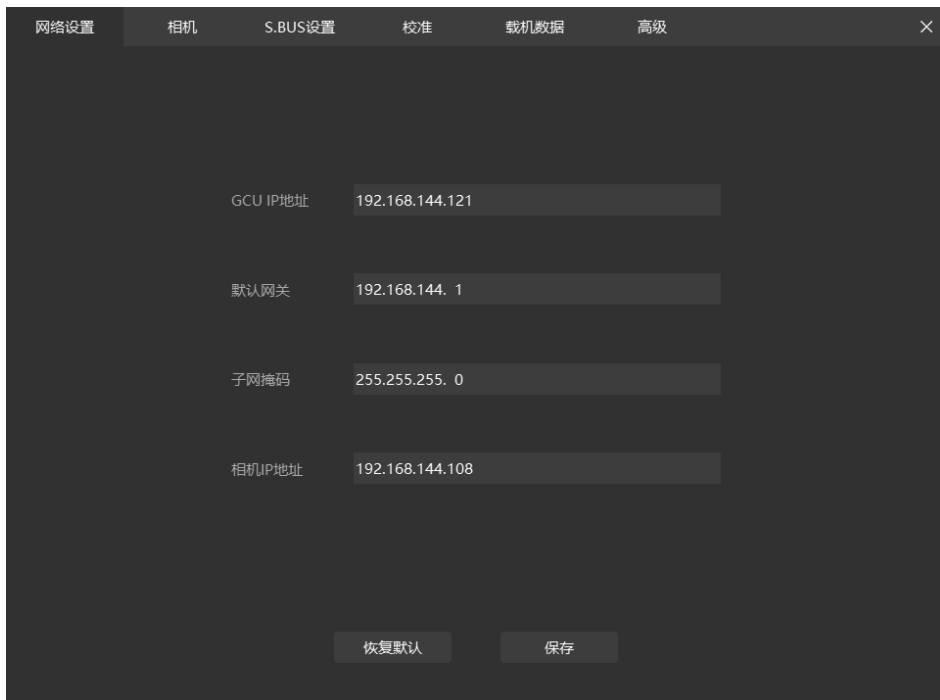 网络设置 相机 S.BUS设置 校准 载机数据 高级
GCU IP地址 192.168.144.121
默认网关 192.168.144. 1
子网掩码 255.255.255. 0
相机IP地址 192.168.144.108
恢复默认 保存